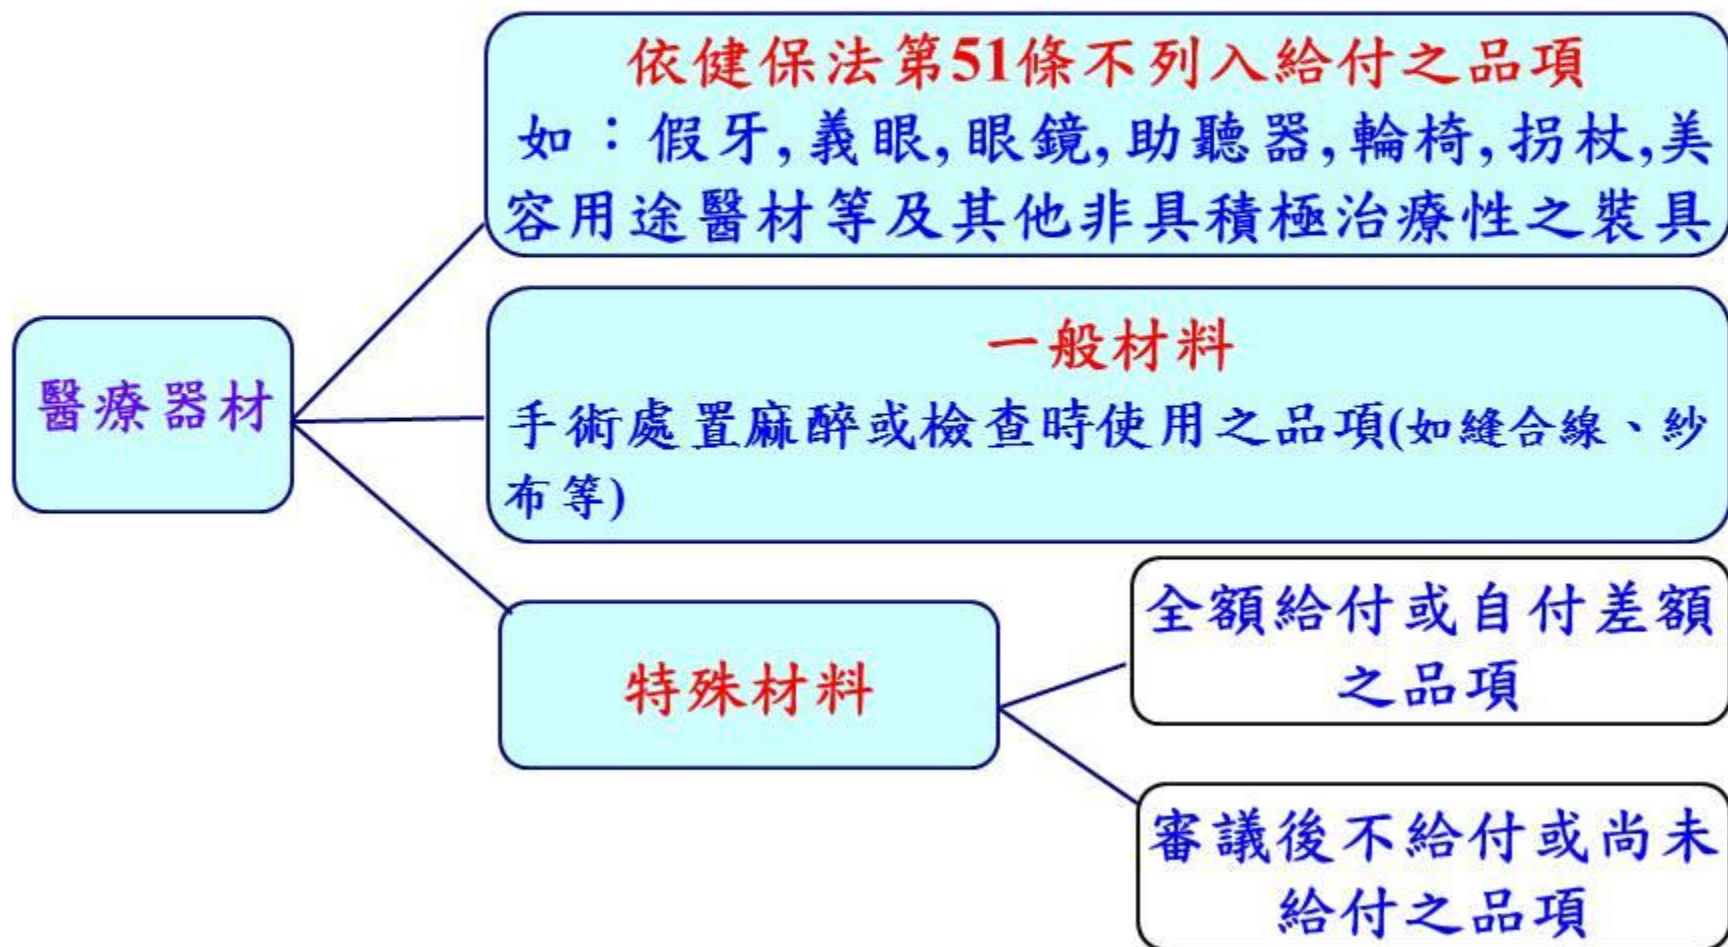 依健保法第51條不列入給付之品項
如：假牙,義眼,眼鏡,助聽器,輪椅,拐杖,美
容用途醫材等及其他非具積極治療性之裝具
醫療器材
一般材料
手術處置麻醉或檢查時使用之品項(如縫合線、紗
布等)
特殊材料
全額給付或自付差額
之品項
審議後不給付或尚未
給付之品項